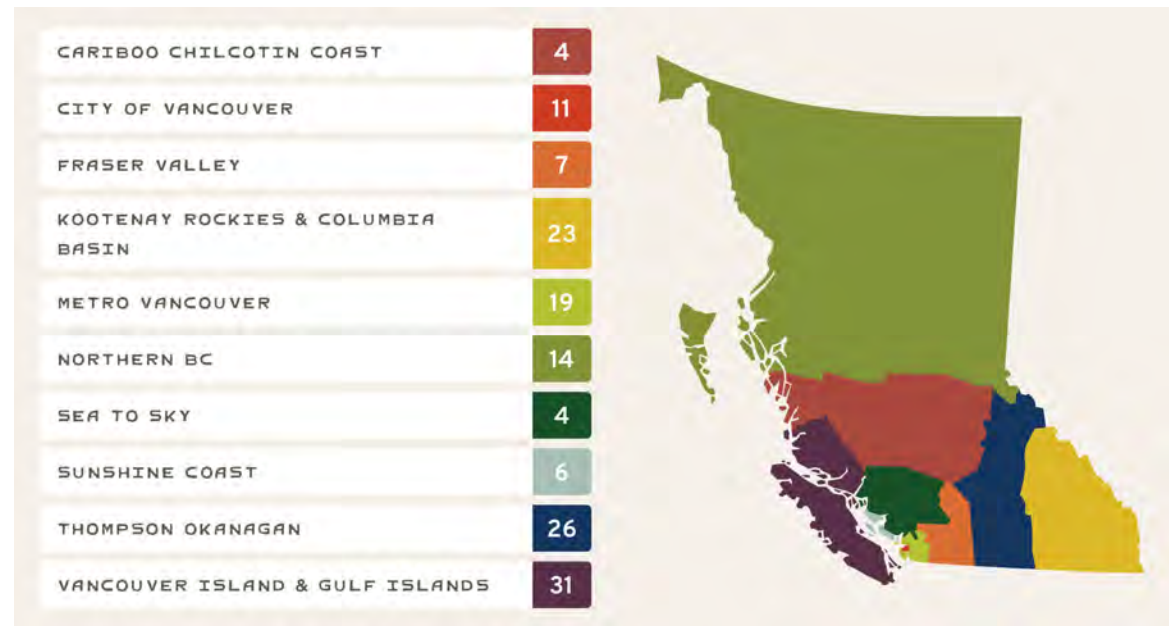 CARIBOO CHILCOTIN COAST 4
CITY OF VANCOUVER 11
FRASER VALLEY 7
KOOTENAY ROCKIES & COLUMBIA
BASIN 23
METRO VANCOUVER 19
NORTHERN BC 14
SEA TO SKY 4
SUNSHINE COAST 6
THOMPSON OKANAGAN 26
VANCOUVER ISLAND & GULF ISLANDS 31